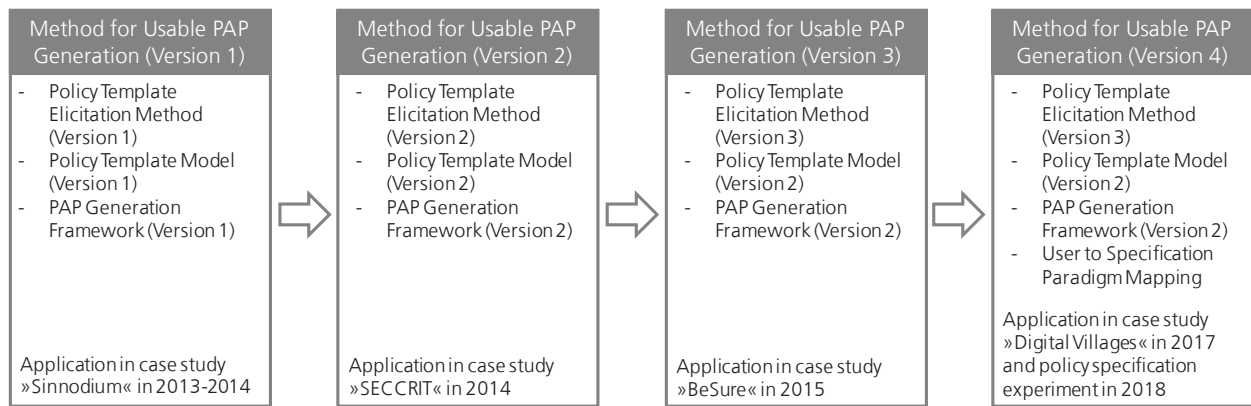 Method for Usable PAP
Generation (Version 1)
- Policy Template
Elicitation Method
(Version 1)
- Policy Template Model
(Version 1)
- PAP Generation
Framework (Version 1)
Application in case study
»Sinnodium« in 2013-2014
Method for Usable PAP
Generation (Version 2)
- Policy Template
Elicitation Method
(Version 2)
- Policy Template Model
(Version 2)
- PAP Generation
Framework (Version 2)
Application in case study
»SECCRIT« in 2014
Method for Usable PAP
Generation (Version 3)
- Policy Template
Elicitation Method
(Version 3)
- Policy Template Model
(Version 2)
- PAP Generation
Framework (Version 2)
Application in case study
»BeSure« in 2015
Method for Usable PAP
Generation (Version 4)
- Policy Template
Elicitation Method
(Version 3)
- Policy Template Model
(Version 2)
- PAP Generation
Framework (Version 2)
- User to Specification
Paradigm Mapping
Application in case study
»Digital Villages« in 2017
and policy specification
experiment in 2018